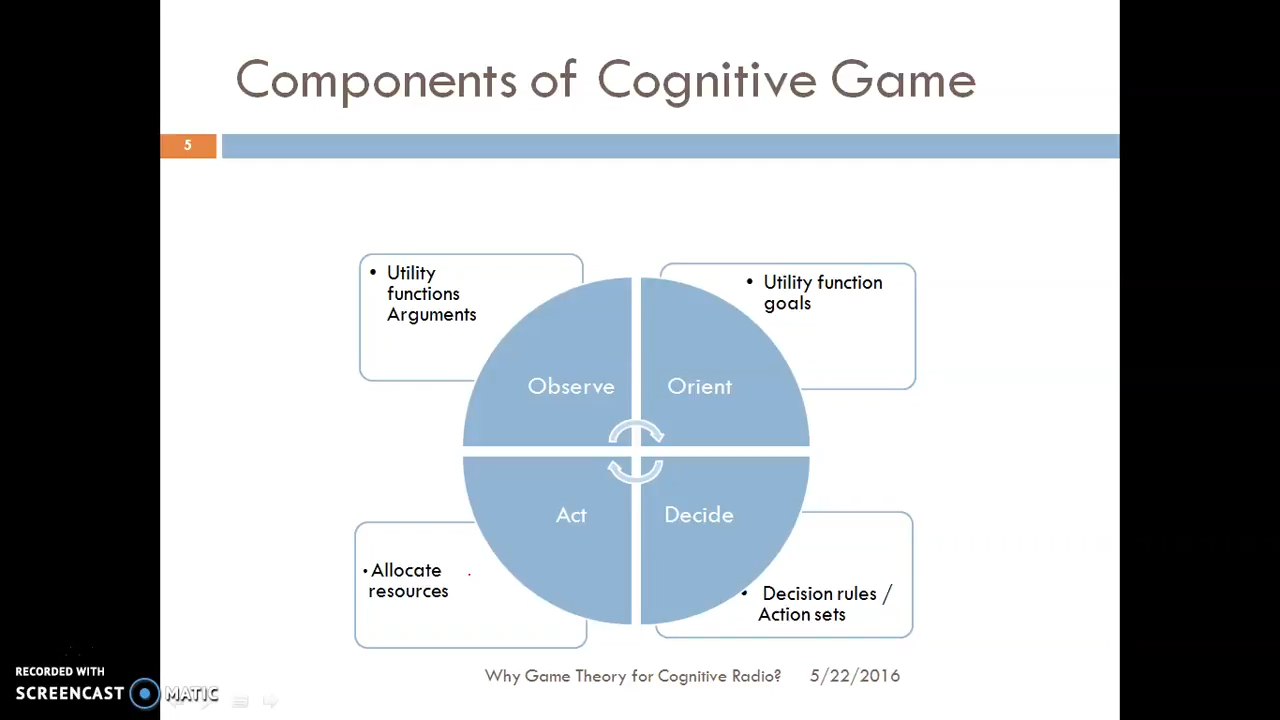 Components of Cognitive Game
5
• Utility
functions
Arguments
• Utility function
goals
Observe
Orient
Act
Decide
• Allocate
resources
• Decision rules /
Action sets
Why Game Theory for Cognitive Radio? 5/22/2016
RECORDED WITH
SCREENCAST MATIC